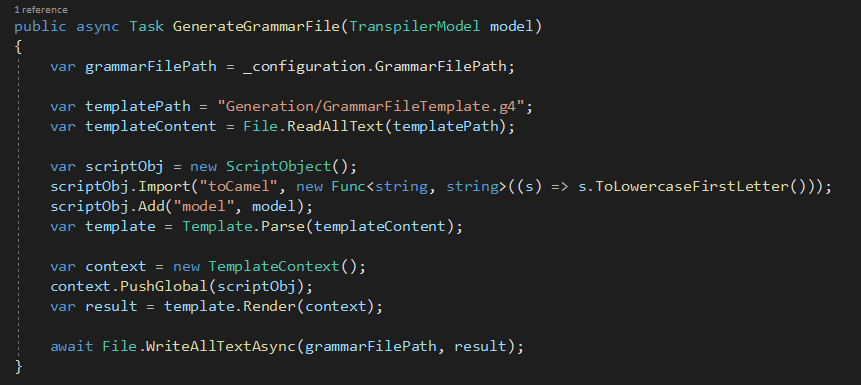 1 reference
public async Task GenerateGrammarFile(TranspilerModel model)
{
    var grammarFilePath = _configuration.GrammarFilePath;

    var templatePath = "Generation/GrammarFileTemplate.g4";
    var templateContent = File.ReadAllText(templatePath);

    var scriptObj = new ScriptObject();
    scriptObj.Import("toCamel", new Func<string, string>((s) => s.ToLowercaseFirstLetter()));
    scriptObj.Add("model", model);
    var template = Template.Parse(templateContent);

    var context = new TemplateContext();
    context.PushGlobal(scriptObj);
    var result = template.Render(context);

    await File.WriteAllTextAsync(grammarFilePath, result);
}